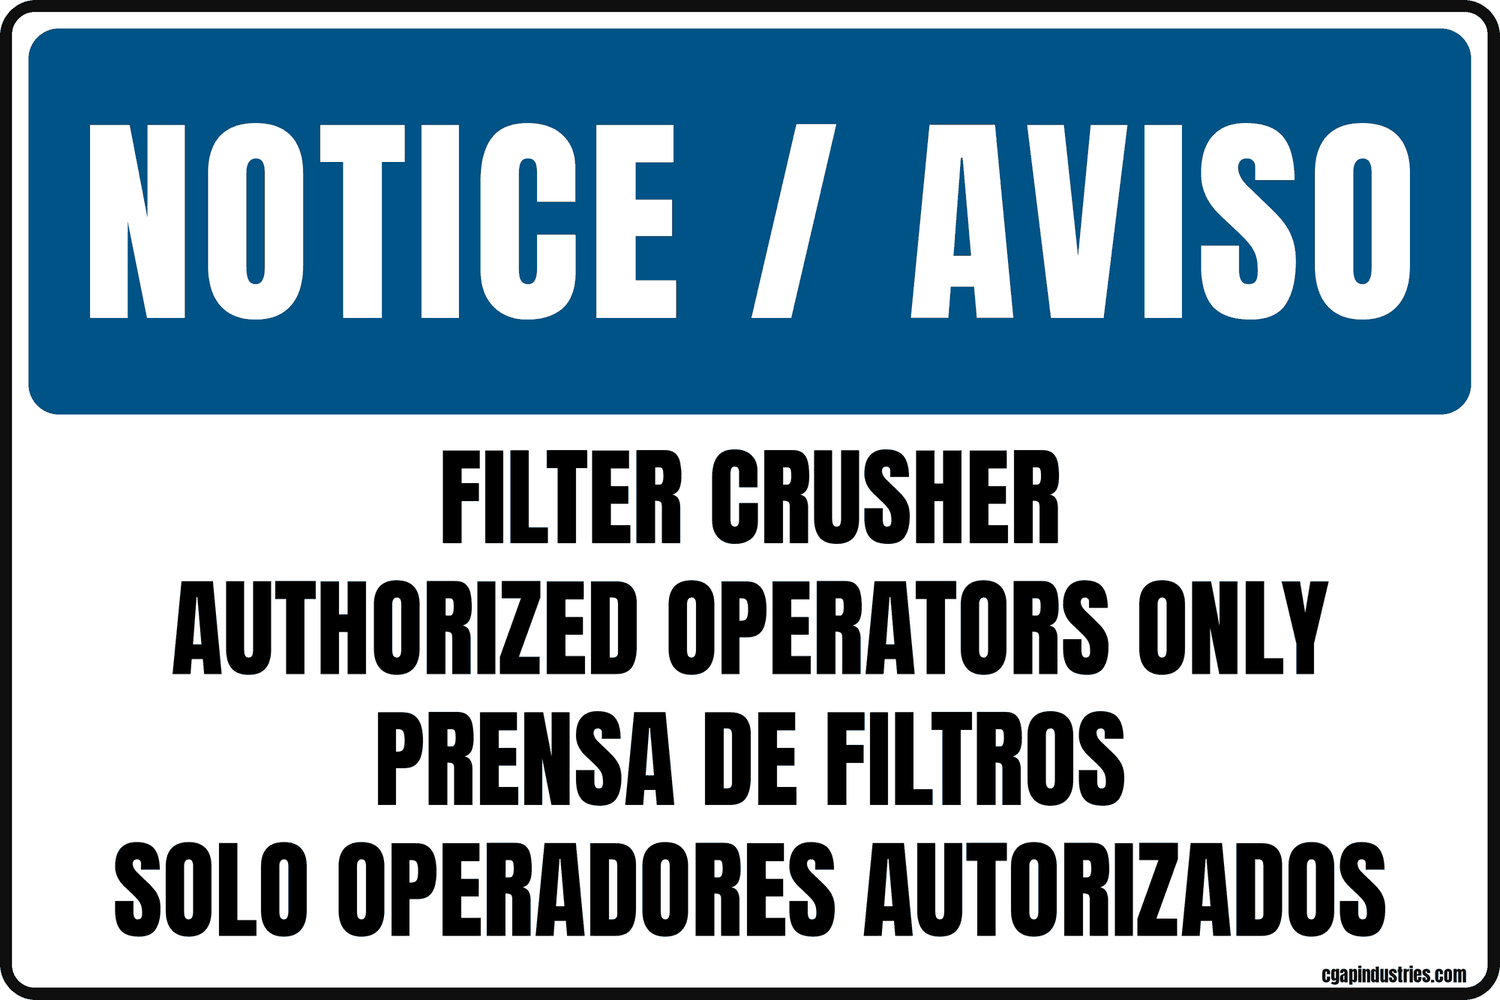 NOTICE / AVISO
FILTER CRUSHER
AUTHORIZED OPERATORS ONLY
PRENSA DE FILTROS
SOLO OPERADORES AUTORIZADOS
cgapindustries.com